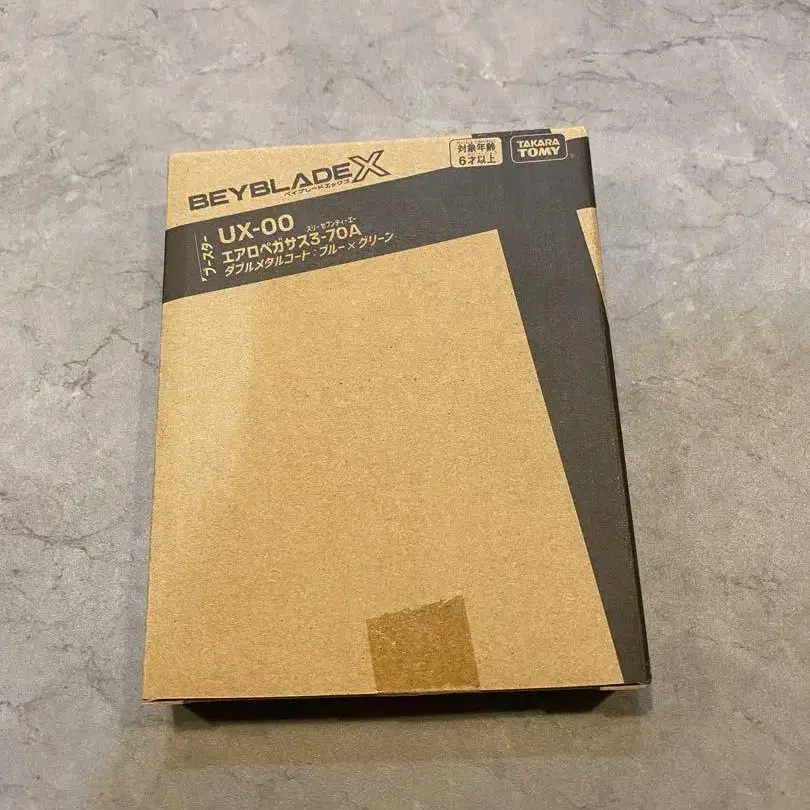 BEYBLADE X
ベイブレードエックス
対象年齢
6才以上
TAKARA
TOMY
ブースター
UX-00
スリーセブンティーエー
エアロペガサス3-70A
ダブルメタルコート:ブルー×グリーン